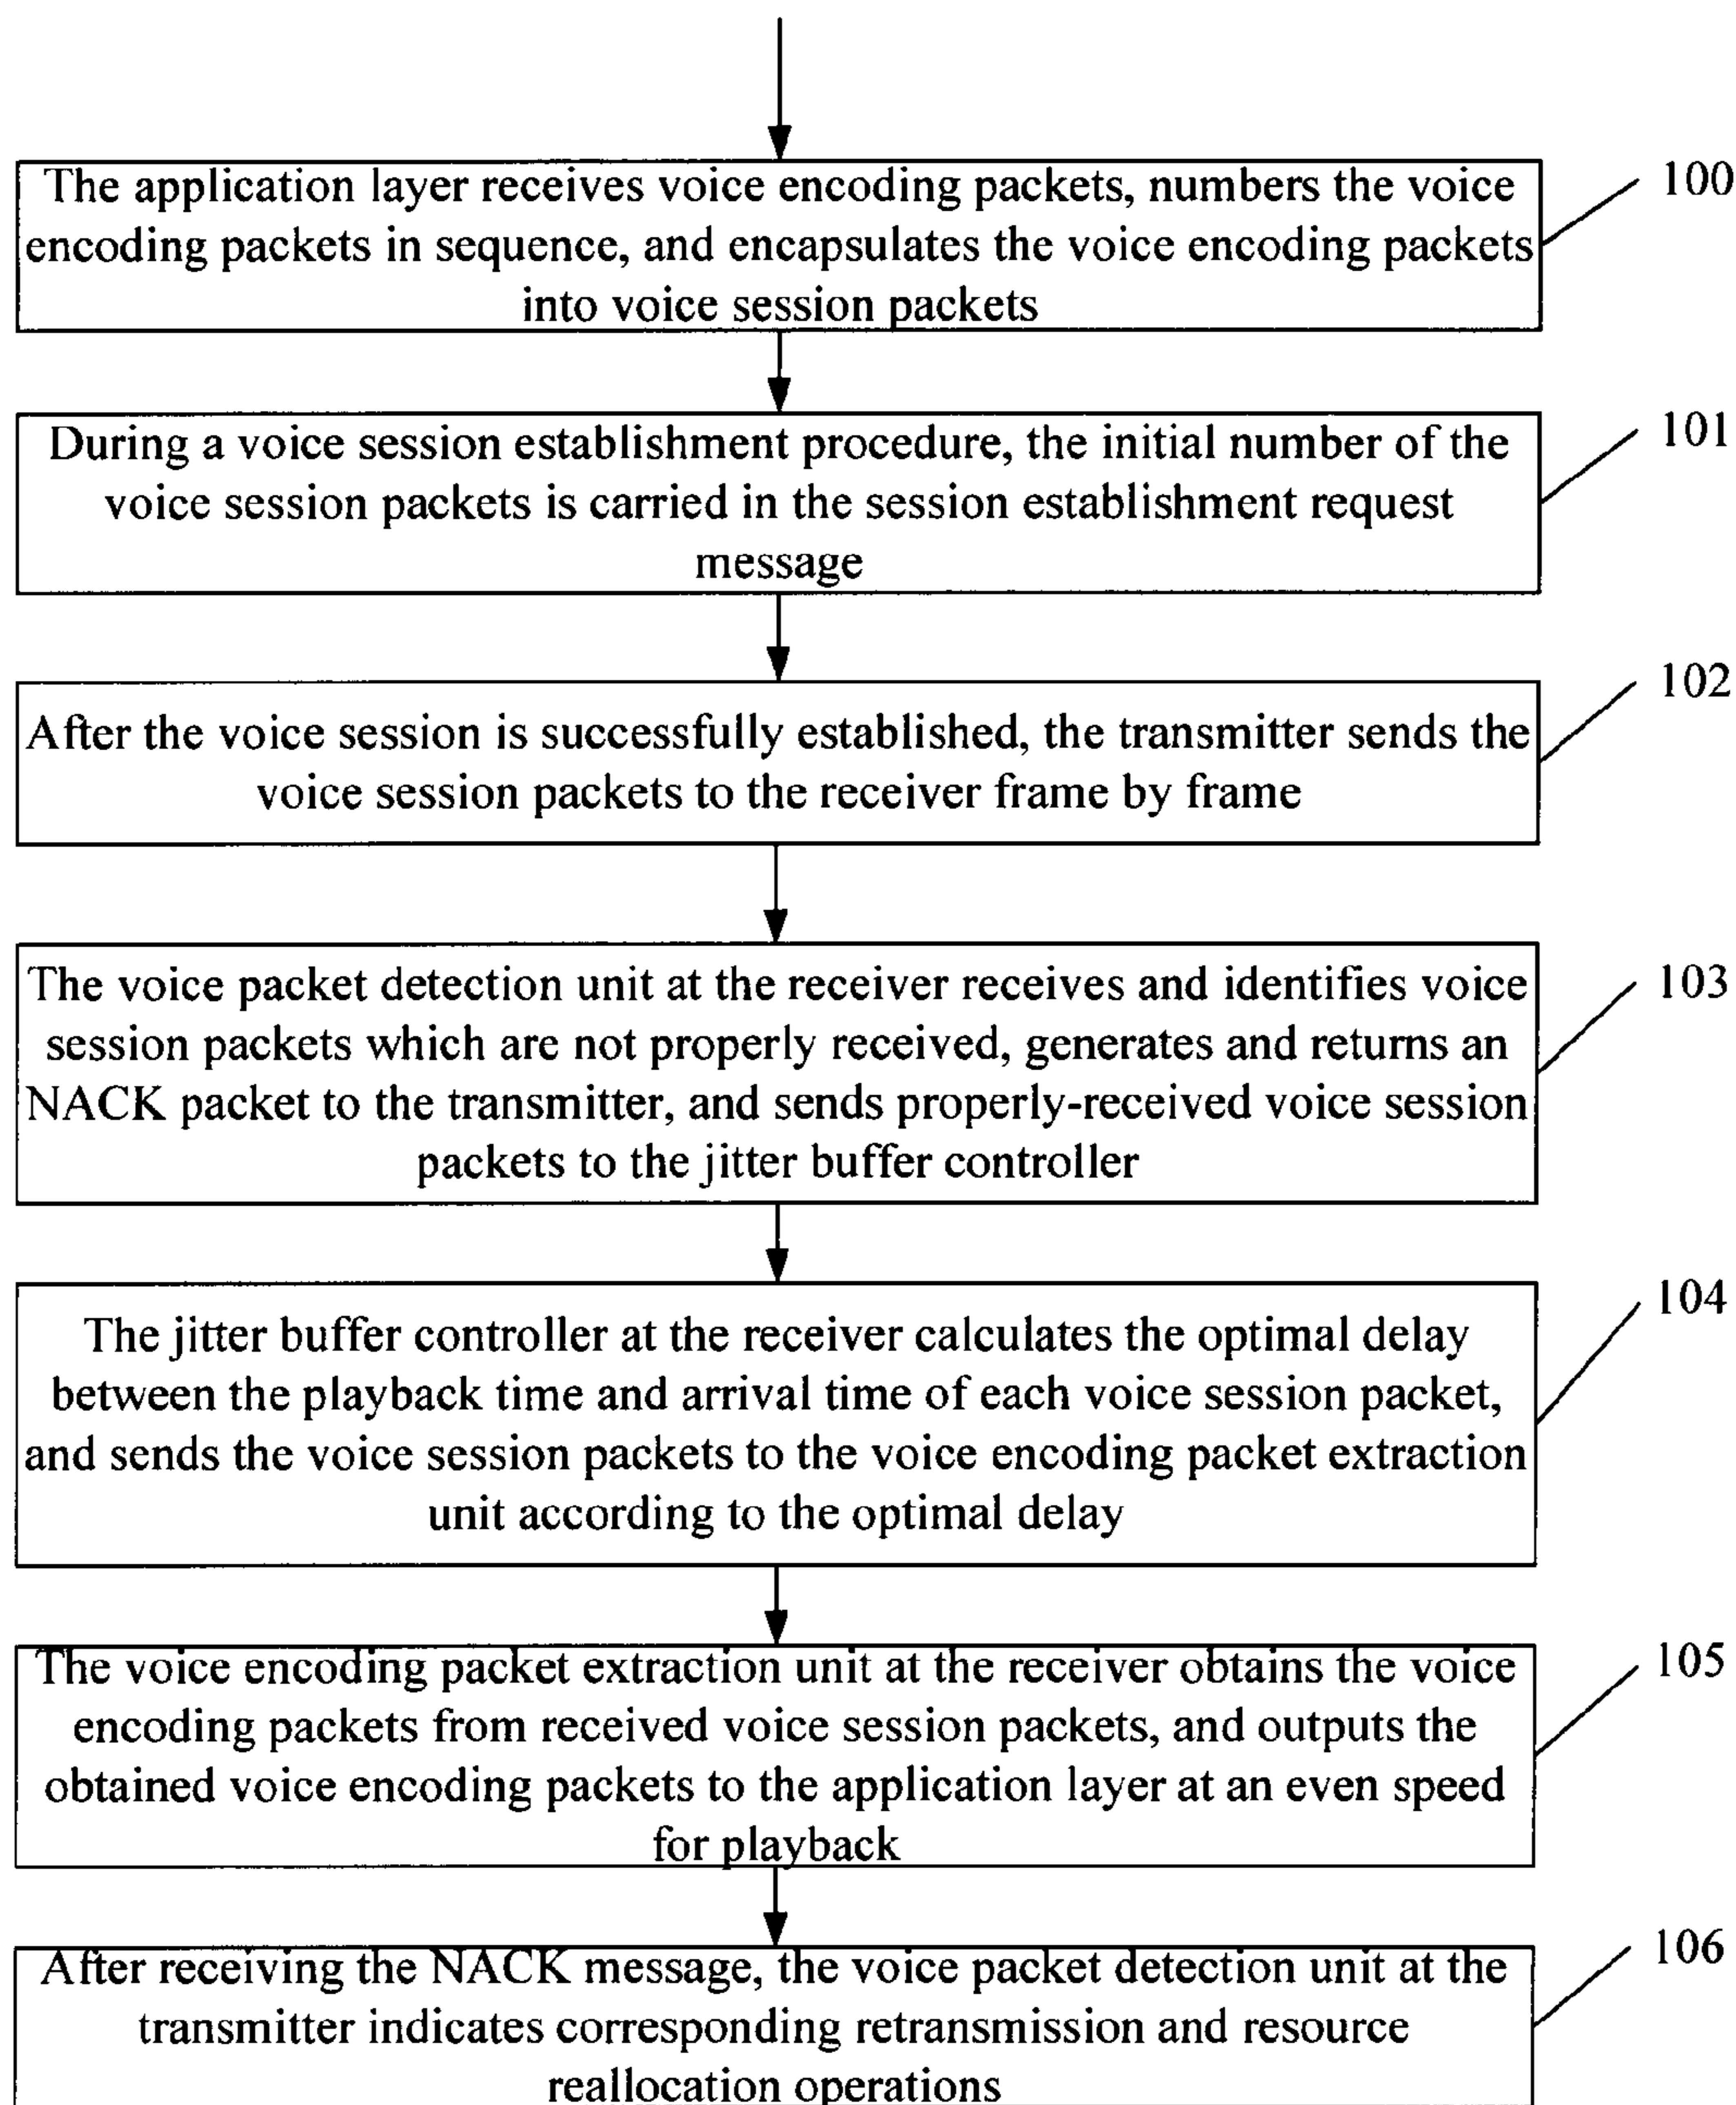 The application layer receives voice encoding packets, numbers the voice
encoding packets in sequence, and encapsulates the voice encoding packets
into voice session packets
100
During a voice session establishment procedure, the initial number of the
voice session packets is carried in the session establishment request
message
101
After the voice session is successfully established, the transmitter sends the
voice session packets to the receiver frame by frame
102
The voice packet detection unit at the receiver receives and identifies voice
session packets which are not properly received, generates and returns an
NACK packet to the transmitter, and sends properly-received voice session
packets to the jitter buffer controller
103
The jitter buffer controller at the receiver calculates the optimal delay
between the playback time and arrival time of each voice session packet,
and sends the voice session packets to the voice encoding packet extraction
unit according to the optimal delay
104
The voice encoding packet extraction unit at the receiver obtains the voice
encoding packets from received voice session packets, and outputs the
obtained voice encoding packets to the application layer at an even speed
for playback
105
After receiving the NACK message, the voice packet detection unit at the
transmitter indicates corresponding retransmission and resource
reallocation operations
106